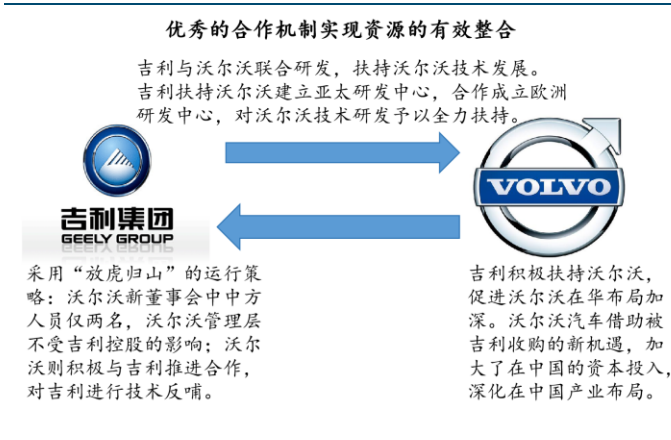 优秀的合作机制实现资源的有效整合
吉利与沃尔沃联合研发，扶持沃尔沃技术发展。
吉利扶持沃尔沃建立亚太研发中心，合作成立欧洲
研发中心，对沃尔沃技术研发予以全力扶持。
吉利集团
GEELY GROUP
VOLVO
采用“放虎归山”的运行策
略：沃尔沃新董事会中中方
人员仅两名，沃尔沃管理层
不受吉利控股的影响；沃尔
沃则积极与吉利推进合作，
对吉利进行技术反哺。
吉利积极扶持沃尔沃，
促进沃尔沃在华布局加
深。沃尔沃汽车借助被
吉利收购的新机遇，加
大了在中国的资本投入，
深化在中国产业布局。